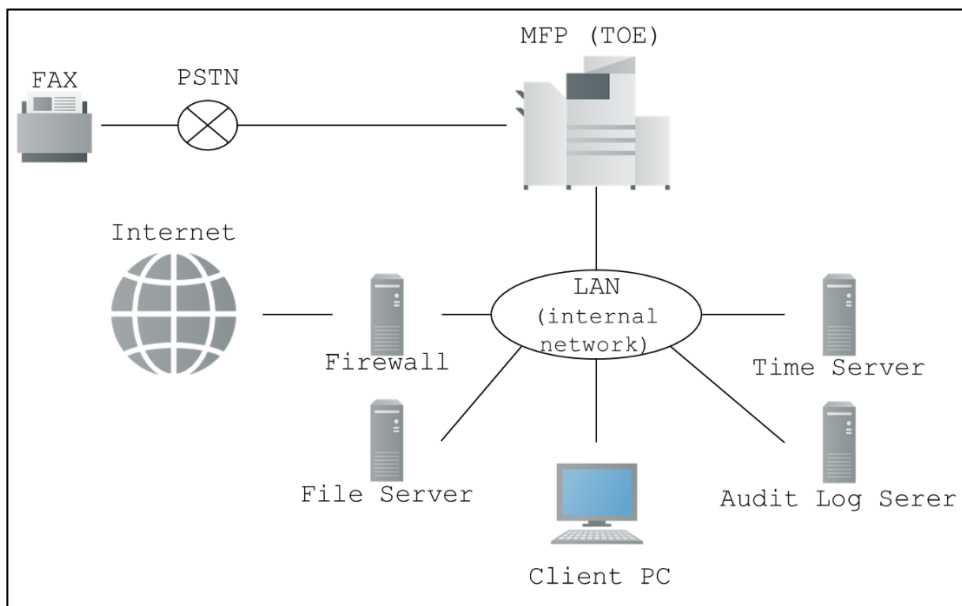 MFP (TOE)
FAX
PSTN
Internet
LAN
(internal
network)
Firewall
Time Server
File Server
Audit Log Serer
Client PC